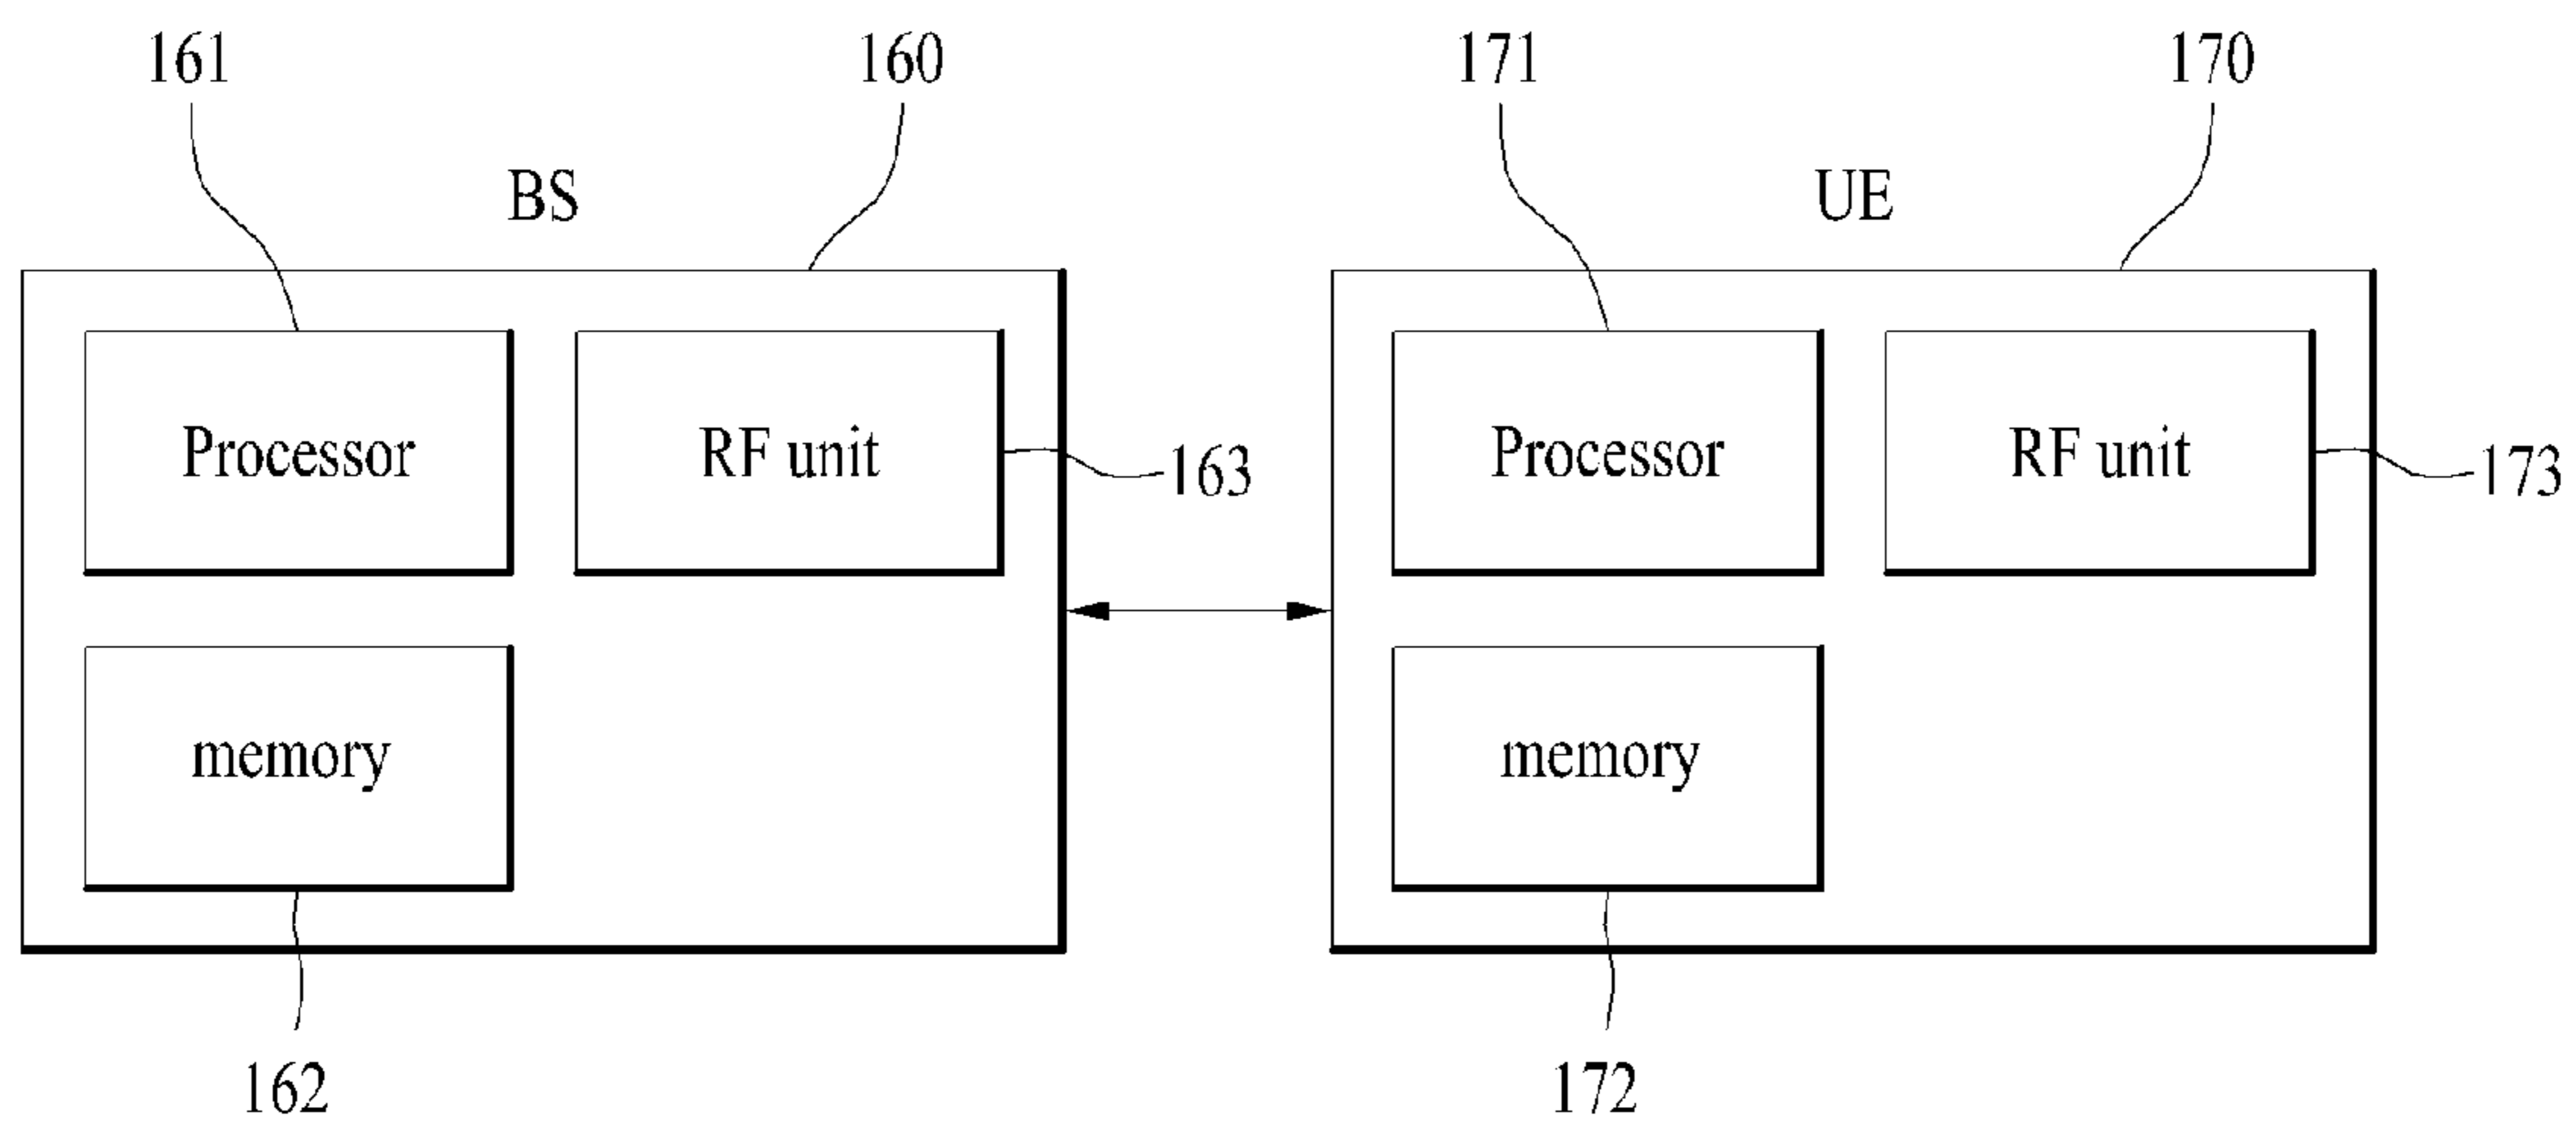 161 160 171 170
BS UE
Processor RF unit 163 Processor RF unit 173
memory memory
162 172